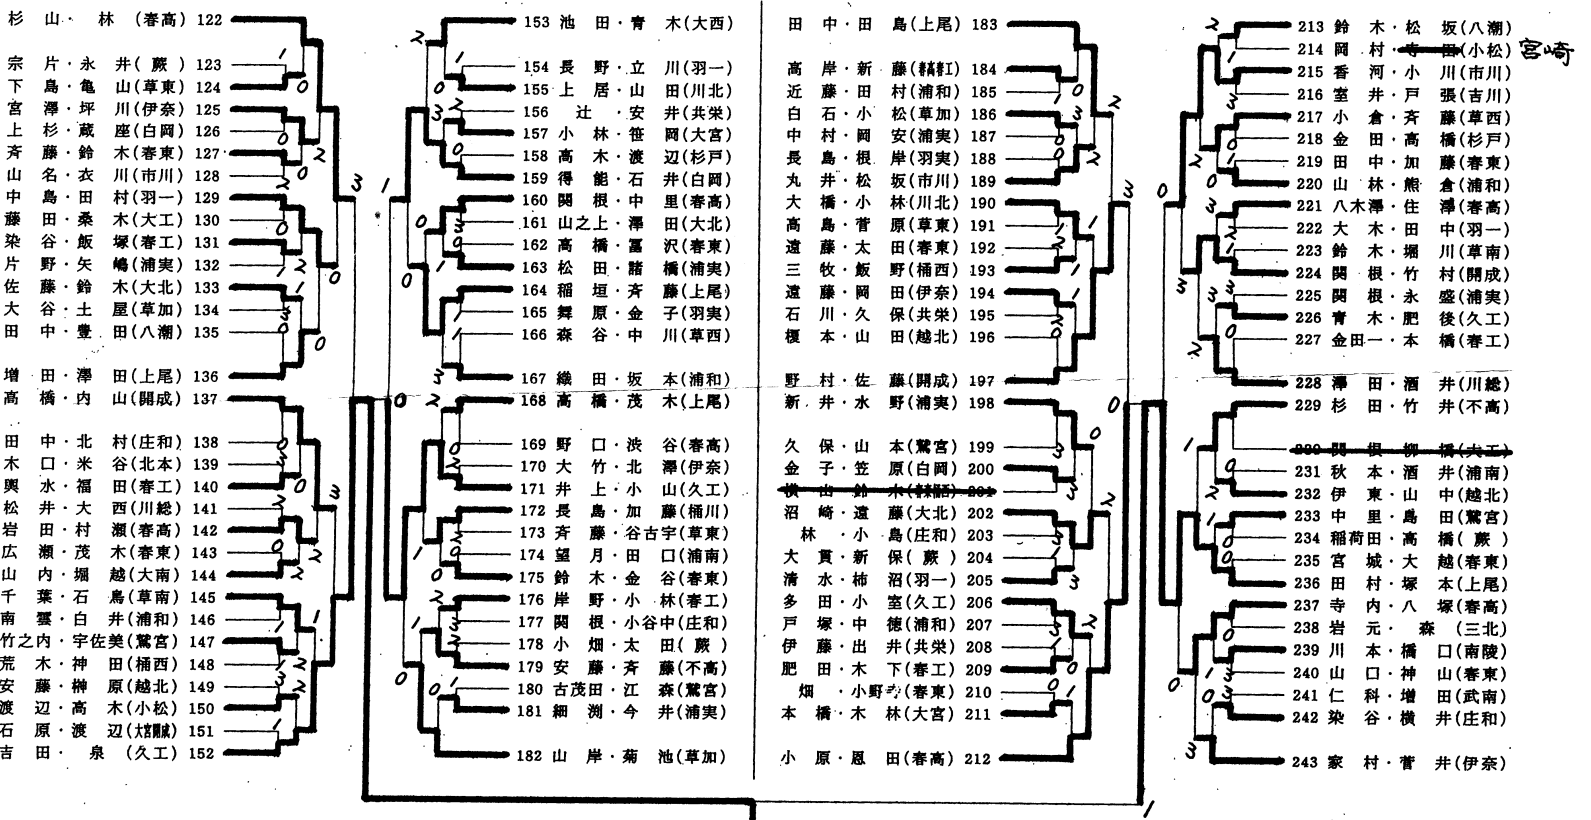 杉山・林(春高) 122
宗片・永井(蕨) 123
下島・亀山(草東) 124
宮澤・坪川(伊奈) 125
上杉・蔵座(白岡) 126
斉藤・鈴木(春東) 127
山名・衣川(市川) 128
中島・田村(羽一) 129
藤田・桑木(大工) 130
染谷・飯塚(春工) 131
片野・矢嶋(浦実) 132
佐藤・鈴木(大北) 133
大谷・土屋(草加) 134
田中・豊田(八潮) 135
増田・澤田(上尾) 136
高橋・内山(開成) 137
田中・北村(庄和) 138
木口・米谷(北本) 139
興水・福田(春工) 140
松井・大西(川総) 141
岩田・村瀬(春高) 142
広瀬・茂木(春東) 143
山内・堀越(大南) 144
千葉・石島(草南) 145
南雲・白井(浦和) 146
竹之内・宇佐美(鷲宮) 147
荒木・神田(桶西) 148
安藤・榊原(越北) 149
渡辺・高木(小松) 150
石原・渡辺(大宮開成) 151
吉田・泉(久工) 152
153 池田・青木(大西)
154 長野・立川(羽一)
155 上居・山田(川北)
156 辻・安井(共栄)
157 小林・笹岡(大宮)
158 高木・渡辺(杉戸)
159 得能・石井(白岡)
160 関根・中里(春高)
161 山之上・澤田(大北)
162 高橋・冨沢(春東)
163 松田・諸橋(浦実)
164 稲垣・斉藤(上尾)
165 舞原・金子(羽実)
166 森谷・中川(草西)
167 織田・坂本(浦和)
168 高橋・茂木(上尾)
169 野口・渋谷(春高)
170 大竹・北澤(伊奈)
171 井上・小山(久工)
172 長島・加藤(桶川)
173 斉藤・谷古宇(草東)
174 望月・田口(浦南)
175 鈴木・金谷(春東)
176 岸野・小林(春工)
177 関根・小谷中(庄和)
178 小畑・太田(蕨)
179 安藤・斉藤(不高)
180 古茂田・江森(鷲宮)
181 細渕・今井(浦実)
182 山岸・菊池(草加)
田中・田島(上尾) 183
高岸・新藤 184
近藤・田村(浦和) 185
白石・小松(草加) 186
中村・岡安(浦実) 187
長島・根岸(羽実) 188
丸井・松坂(市川) 189
大橋・小林(川北) 190
高島・菅原(草東) 191
遠藤・太田(春東) 192
三牧・飯野(桶西) 193
遠藤・岡田(伊奈) 194
石川・久保(共栄) 195
榎本・山田(越北) 196
野村・佐藤(開成) 197
新井・水野(浦実) 198
久保・山本(鷲宮) 199
金子・笠原(白岡) 200
沼崎・遠藤(大北) 202
林・小島(庄和) 203
大貫・新保(蕨) 204
清水・柿沼(羽一) 205
多田・小室(久工) 206
戸塚・中徳(浦和) 207
伊藤・出井(共栄) 208
肥田・木下(春工) 209
畑・小野寺(春東) 210
本橋・木林(大宮) 211
小原・恩田(春高) 212
213 鈴木・松坂(八潮)
214 岡村・寺田(小松) 宮崎
215 香河・小川(市川)
216 室井・戸張(吉川)
217 小倉・斉藤(草西)
218 金田・高橋(杉戸)
219 田中・加藤(春東)
220 山林・熊倉(浦和)
221 八木澤・住澤(春高)
222 大木・田中(羽一)
223 鈴木・堀川(草南)
224 関根・竹村(開成)
225 関根・永盛(浦実)
226 青木・肥後(久工)
227 金田一・本橋(春工)
228 澤田・酒井(川総)
229 杉田・竹井(不高)
230 関根・柳橋(大工)
231 秋本・酒井(浦南)
232 伊東・山中(越北)
233 中里・島田(鷲宮)
234 稲荷田・高橋(蕨)
235 宮城・大越(春東)
236 田村・塚本(上尾)
237 寺内・八塚(春高)
238 岩元・森(三北)
239 川本・橋口(南陵)
240 山口・神山(春東)
241 仁科・増田(武南)
242 染谷・横井(庄和)
243 家村・菅井(伊奈)